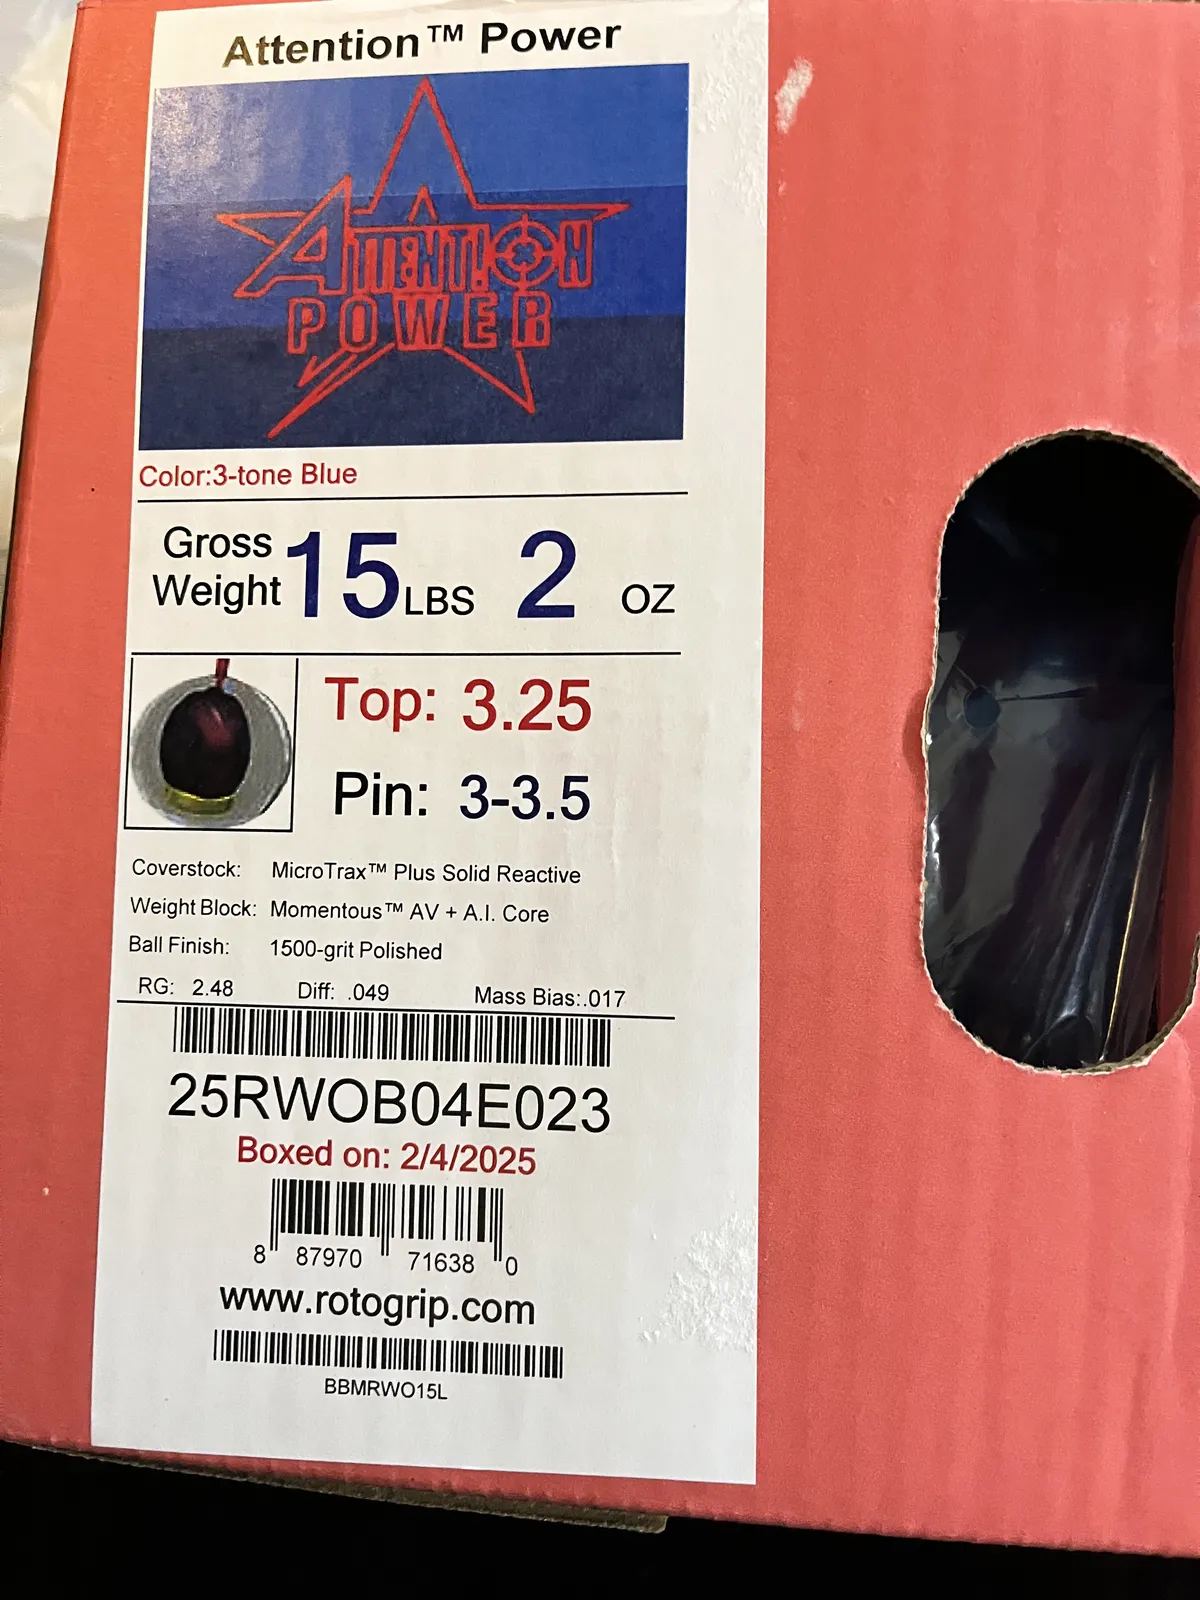 Attention™ Power
ATTENTION
POWER
Color:3-tone Blue
Gross Weight 15 LBS 2 OZ
Top: 3.25
Pin: 3-3.5
Coverstock: MicroTrax™ Plus Solid Reactive
Weight Block: Momentous™ AV + A.I. Core
Ball Finish: 1500-grit Polished
RG: 2.48 Diff: .049 Mass Bias:.017
25RWOB04E023
Boxed on: 2/4/2025
8 87970 71638 0
www.rotogrip.com
BBMRWO15L